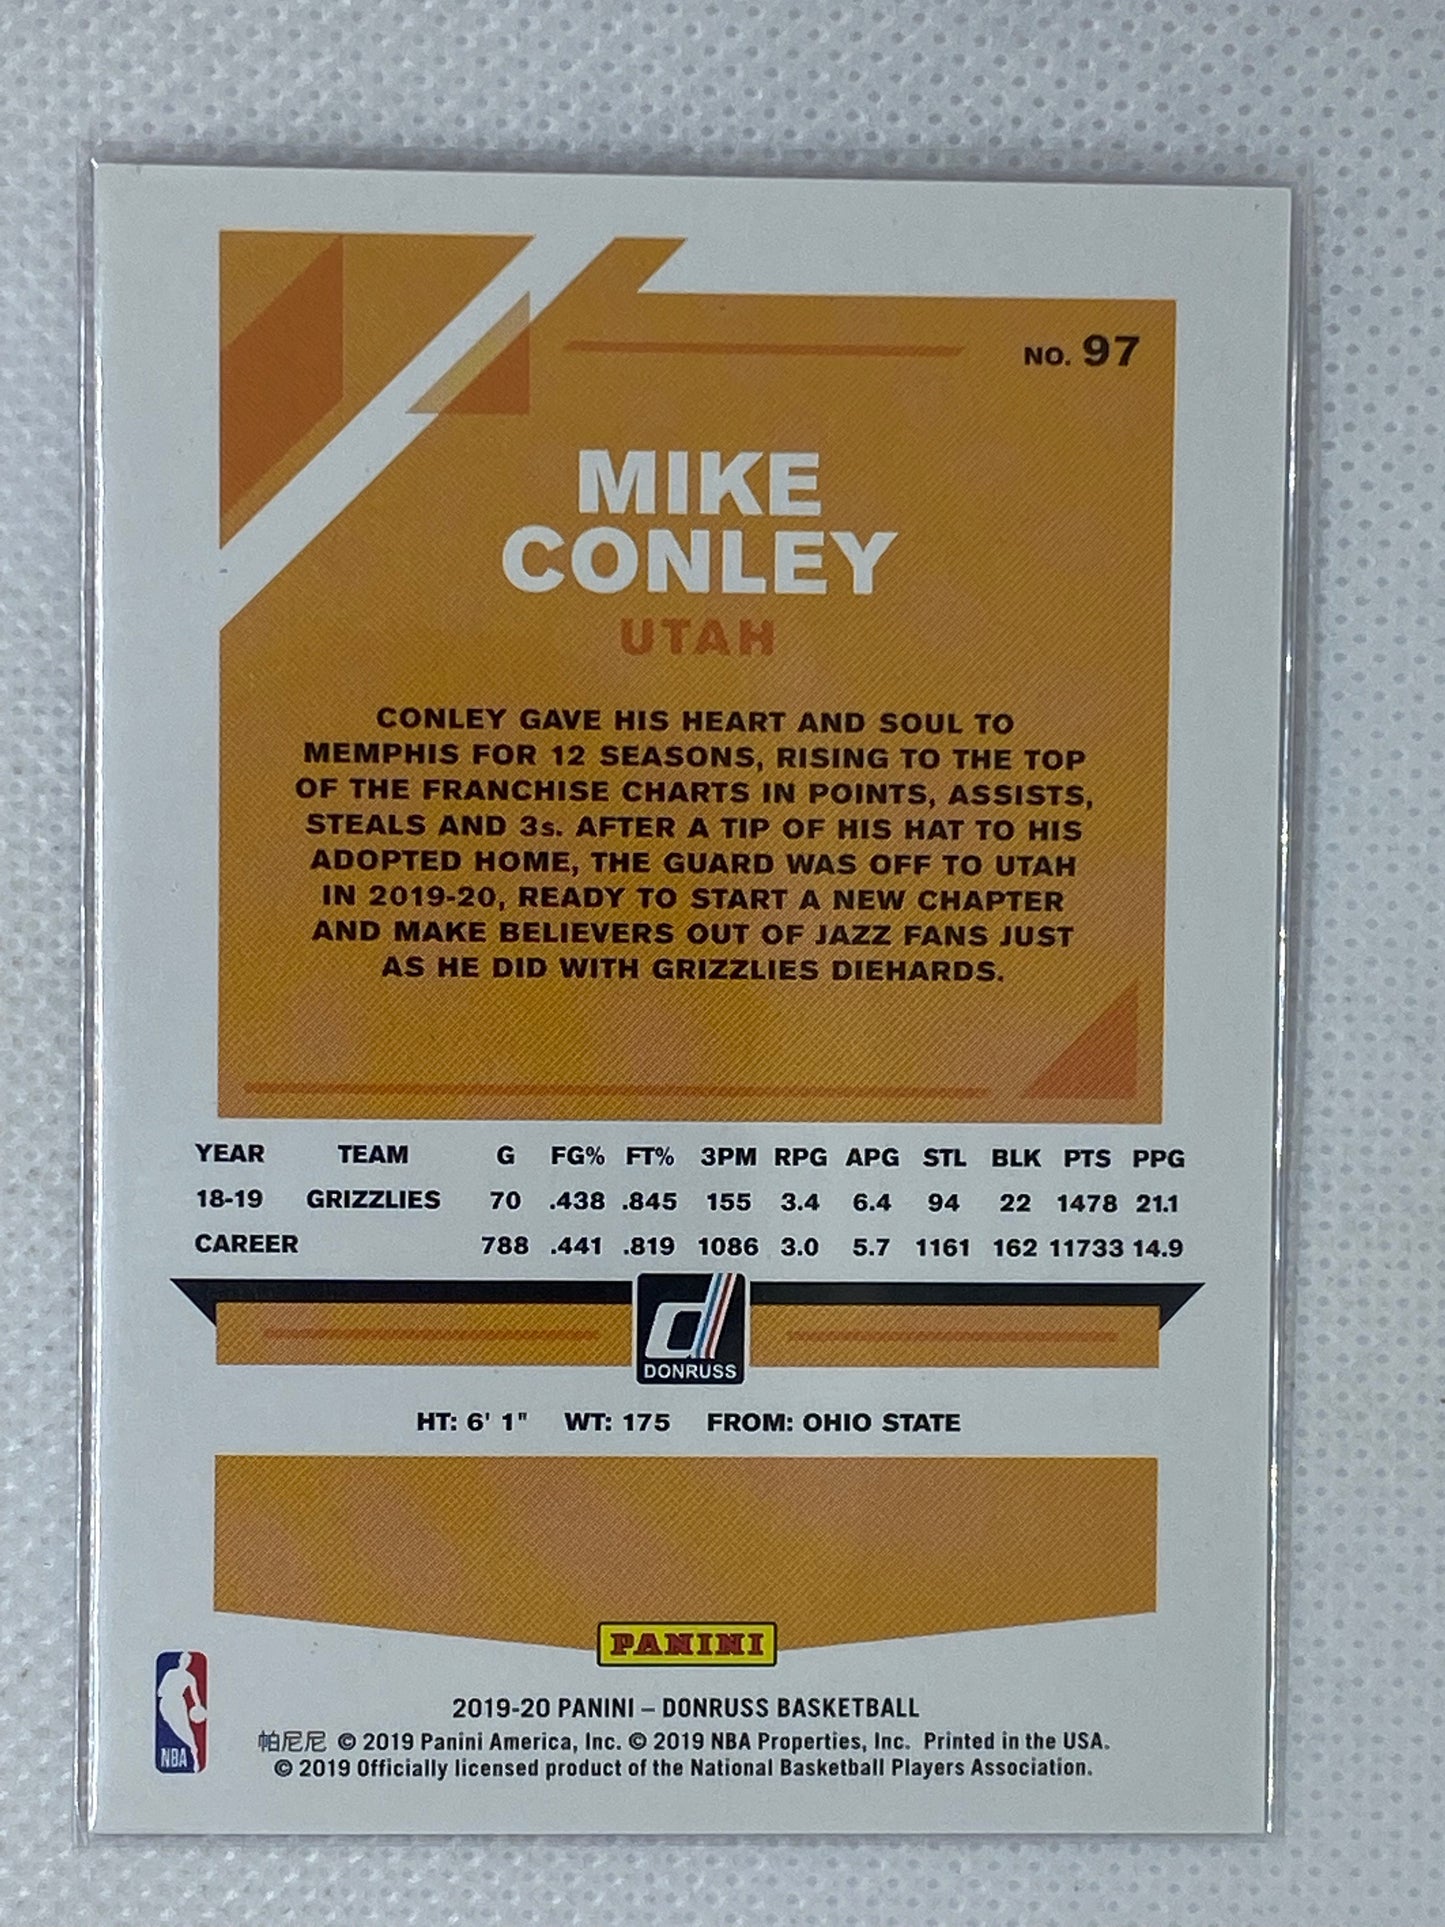 NO. 97
MIKE
CONLEY
UTAH
CONLEY GAVE HIS HEART AND SOUL TO
MEMPHIS FOR 12 SEASONS, RISING TO THE TOP
OF THE FRANCHISE CHARTS IN POINTS, ASSISTS,
STEALS AND 3s. AFTER A TIP OF HIS HAT TO HIS
ADOPTED HOME, THE GUARD WAS OFF TO UTAH
IN 2019-20, READY TO START A NEW CHAPTER
AND MAKE BELIEVERS OUT OF JAZZ FANS JUST
AS HE DID WITH GRIZZLIES DIEHARDS.
YEAR TEAM G FG% FT% 3PM RPG APG STL BLK PTS PPG
18-19 GRIZZLIES 70 .438 .845 155 3.4 6.4 94 22 1478 21.1
CAREER 788 .441 .819 1086 3.0 5.7 1161 162 11733 14.9
d
DONRUSS
HT: 6' 1" WT: 175 FROM: OHIO STATE
PANINI
2019-20 PANINI – DONRUSS BASKETBALL
帕尼尼 © 2019 Panini America, Inc. © 2019 NBA Properties, Inc. Printed in the USA.
© 2019 Officially licensed product of the National Basketball Players Association.
NBA